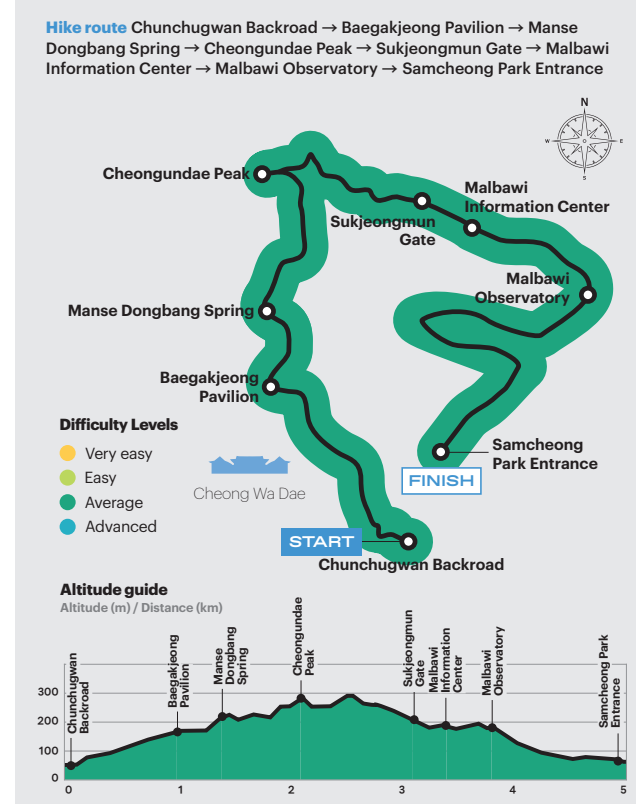 Hike route Chunchugwan Backroad → Baegakjeong Pavilion → Manse
Dongbang Spring → Cheongundae Peak → Sukjeongmun Gate → Malbawi
Information Center → Malbawi Observatory → Samcheong Park Entrance
N
W
O
E
S
Cheongundae Peak
Malbawi
Information Center
Sukjeongmun
Gate
Malbawi
Observatory
Manse Dongbang Spring
Baegakjeong
Pavilion
Difficulty Levels
Very easy
Easy
Average
Advanced
Cheong Wa Dae
Samcheong
Park Entrance
FINISH
START
Chunchugwan Backroad
Altitude guide
Altitude (m) / Distance (km)
Chunchugwan
Backroad
Baegakjeong
Pavilion
Manse
Dongbang
Spring
Cheongundae
Peak
Sukjeongmun
Gate
Malbawi
Information
Center
Malbawi
Observatory
Samcheong Park
Entrance
300
200
100
0
0 1 2 3 4 5